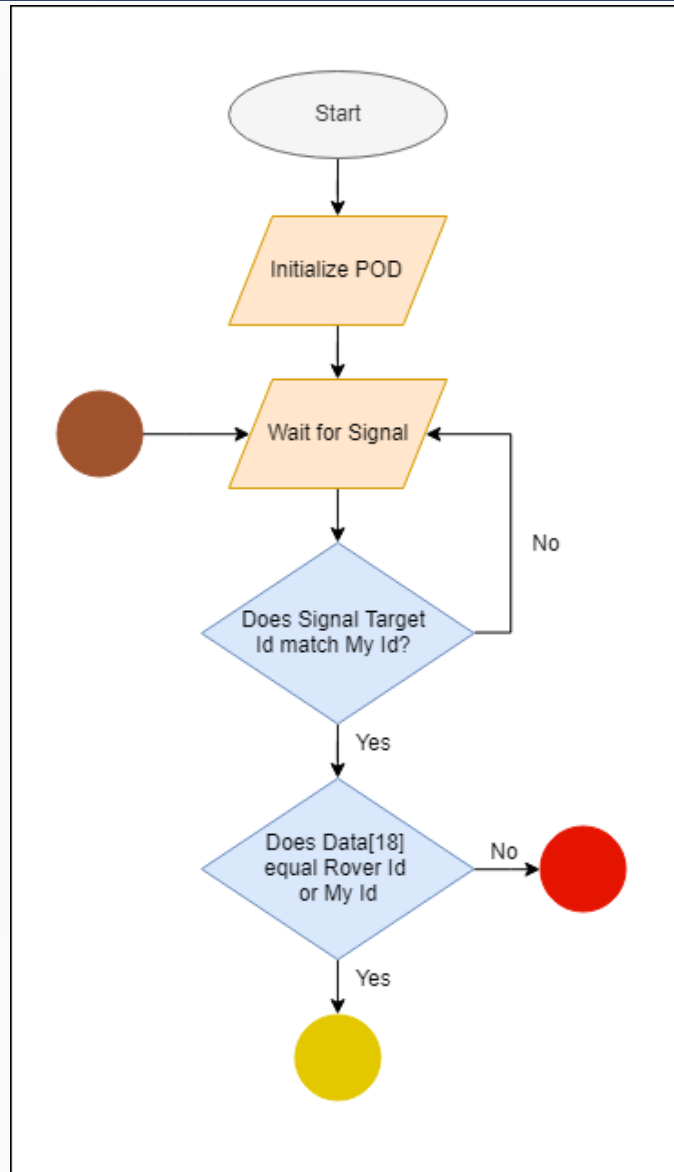 Start
Initialize POD
Wait for Signal
No
Does Signal Target
Id match My Id?
Yes
Does Data[18]
equal Rover Id
or My Id
No
Yes